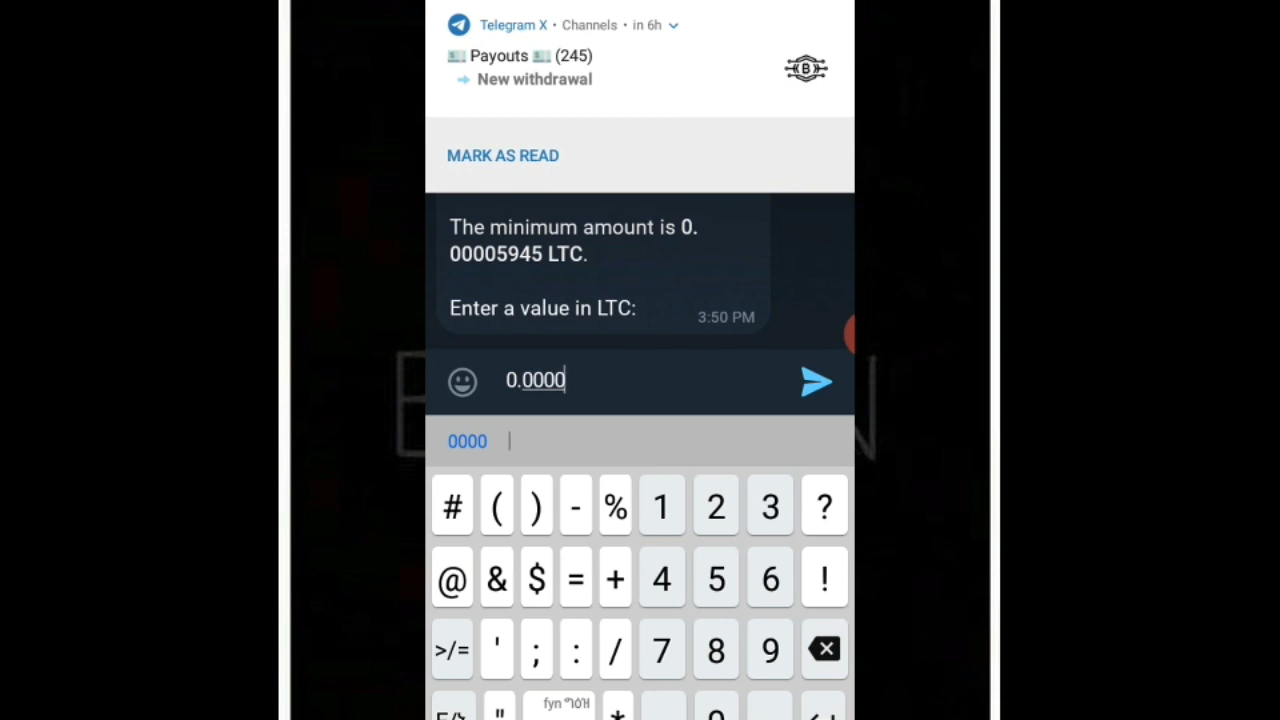 Telegram X • Channels • in 6h
💵 Payouts 💵 (245)
➡ New withdrawal
B
MARK AS READ
The minimum amount is 0.
00005945 LTC.
Enter a value in LTC:
3:50 PM
0.0000
0000 |
# ( ) - % 1 2 3 ?
@ & $ = + 4 5 6 !
>/= ' ; : / 7 8 9